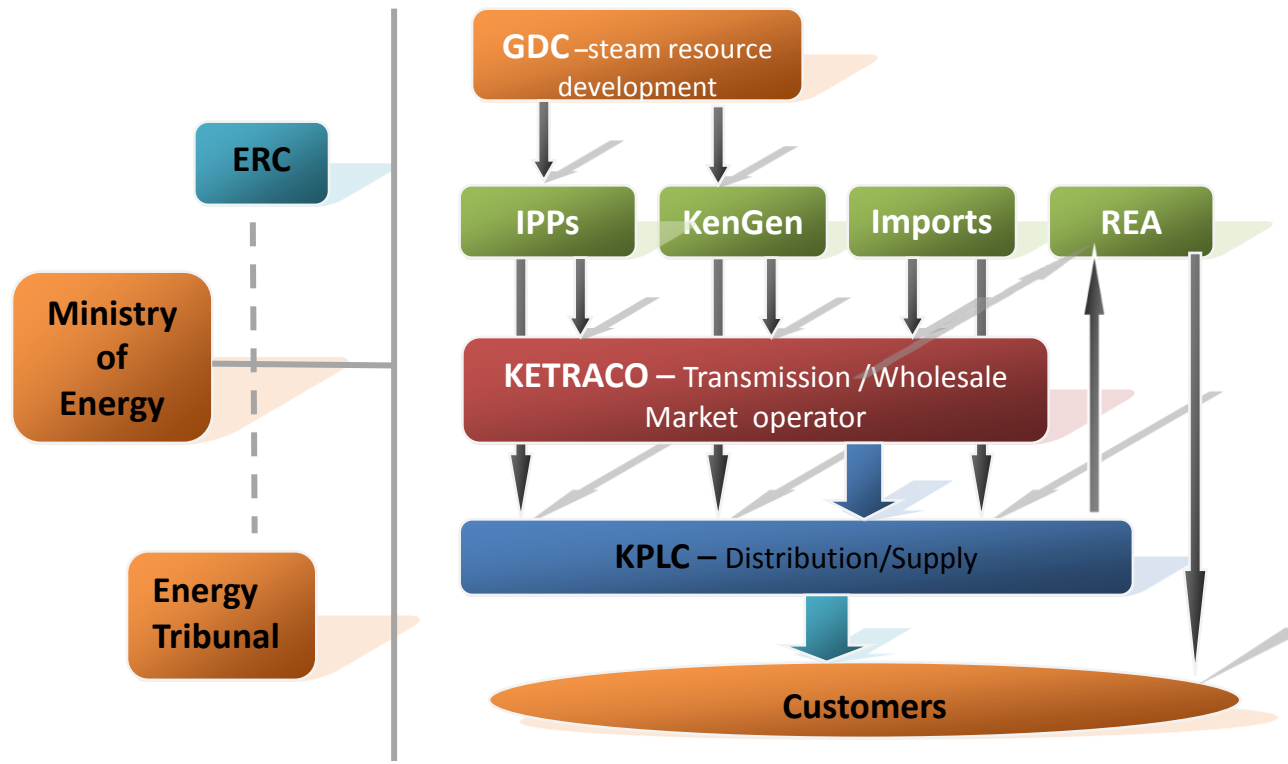 GDC –steam resource
development
ERC
IPPs
KenGen
Imports
REA
Ministry
of
Energy
KETRACO – Transmission /Wholesale
Market operator
KPLC – Distribution/Supply
Energy
Tribunal
Customers